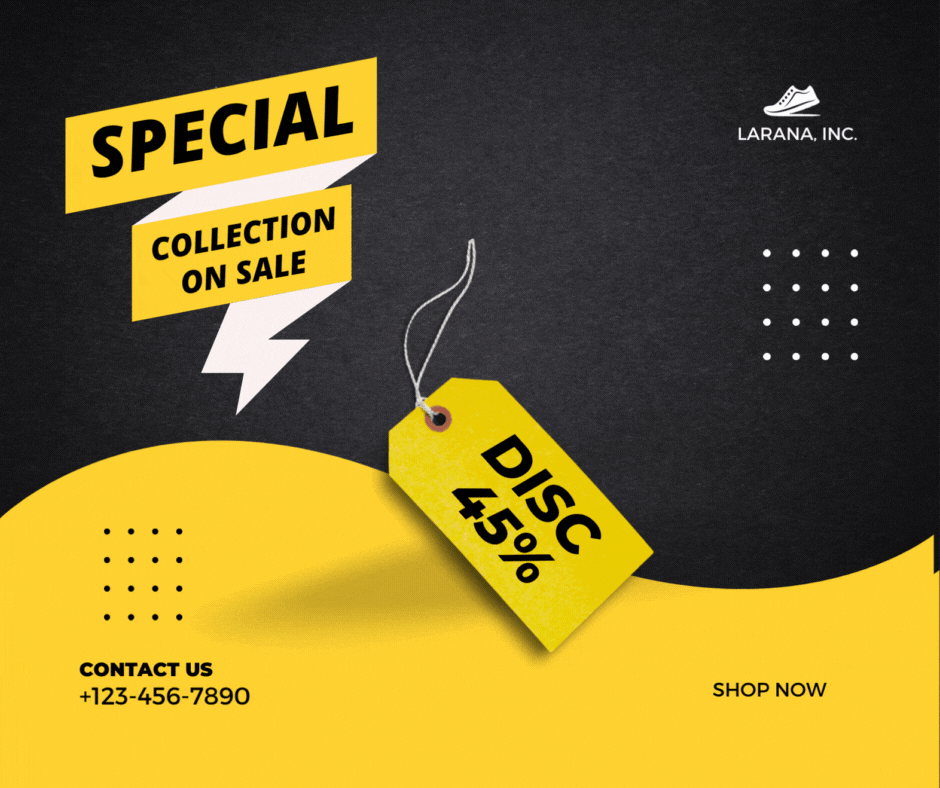 SPECIAL
COLLECTION
ON SALE
LARANA, INC.
DISC
45%
CONTACT US
+123-456-7890
SHOP NOW